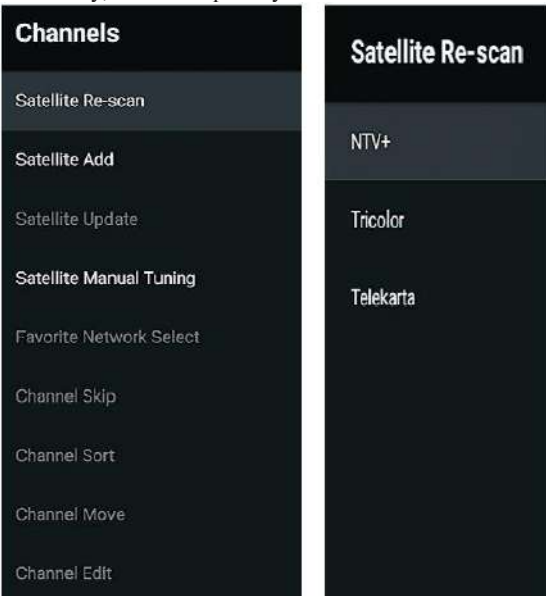 Channels
Satellite Re-scan
Satellite Add
Satellite Update
Satellite Manual Tuning
Favorite Network Select
Channel Skip
Channel Sort
Channel Move
Channel Edit
Satellite Re-scan
NTV+
Tricolor
Telekarta